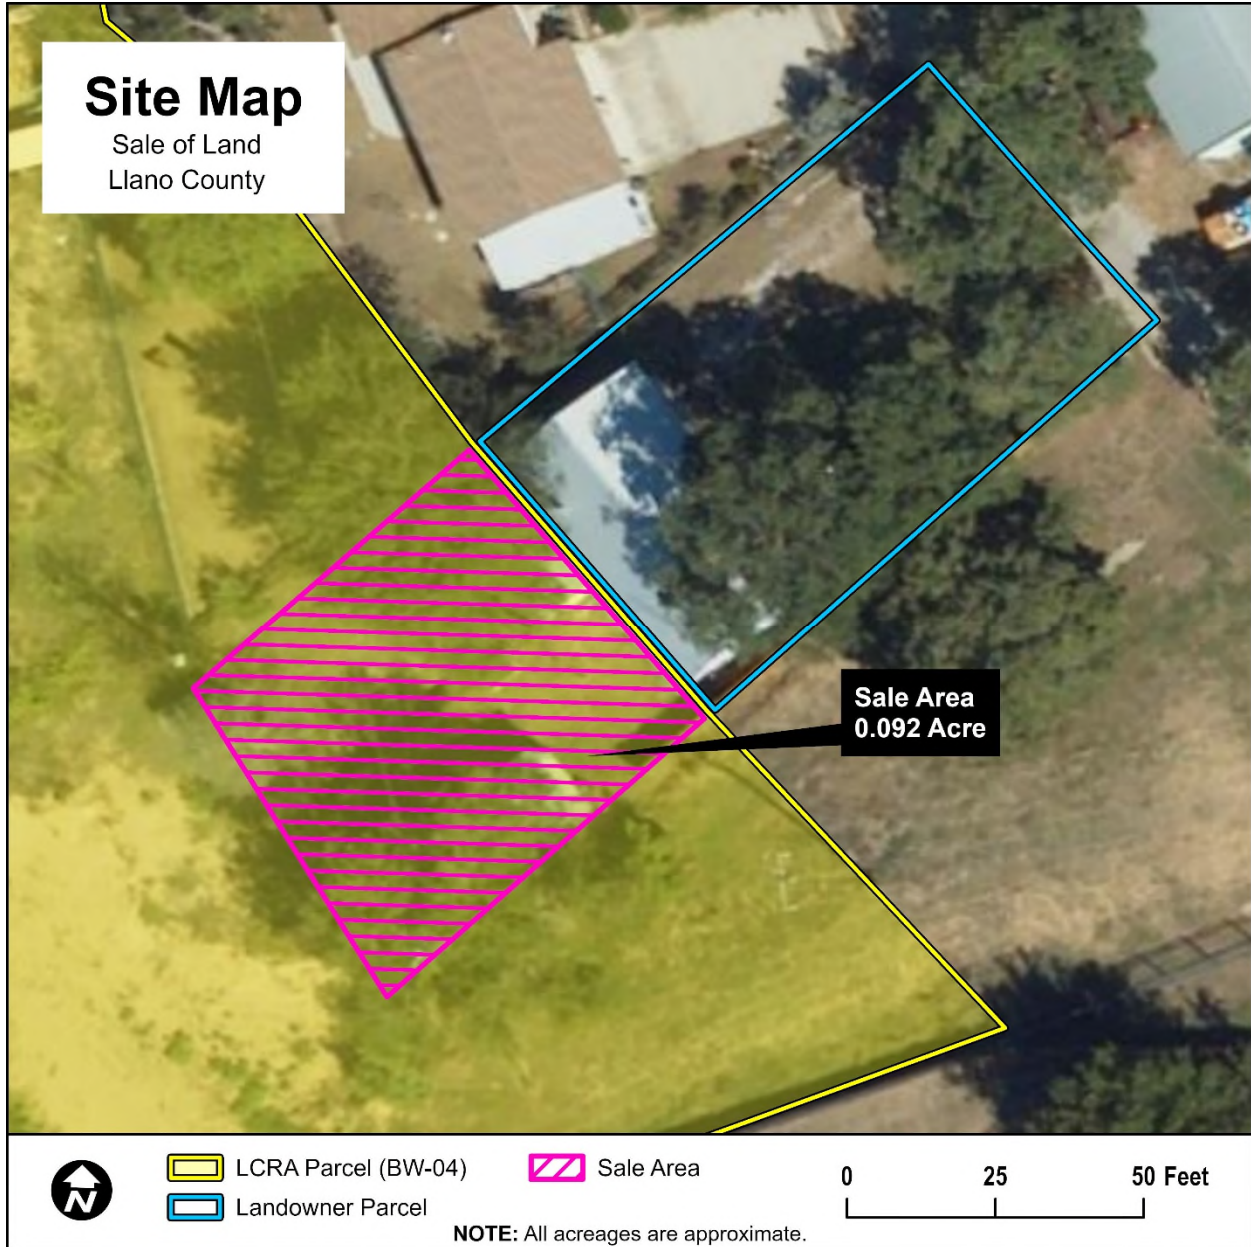 Site Map
Sale of Land
Llano County
Sale Area
0.092 Acre
N
LCRA Parcel (BW-04)
Sale Area
Landowner Parcel
0 25 50 Feet
NOTE: All acreages are approximate.